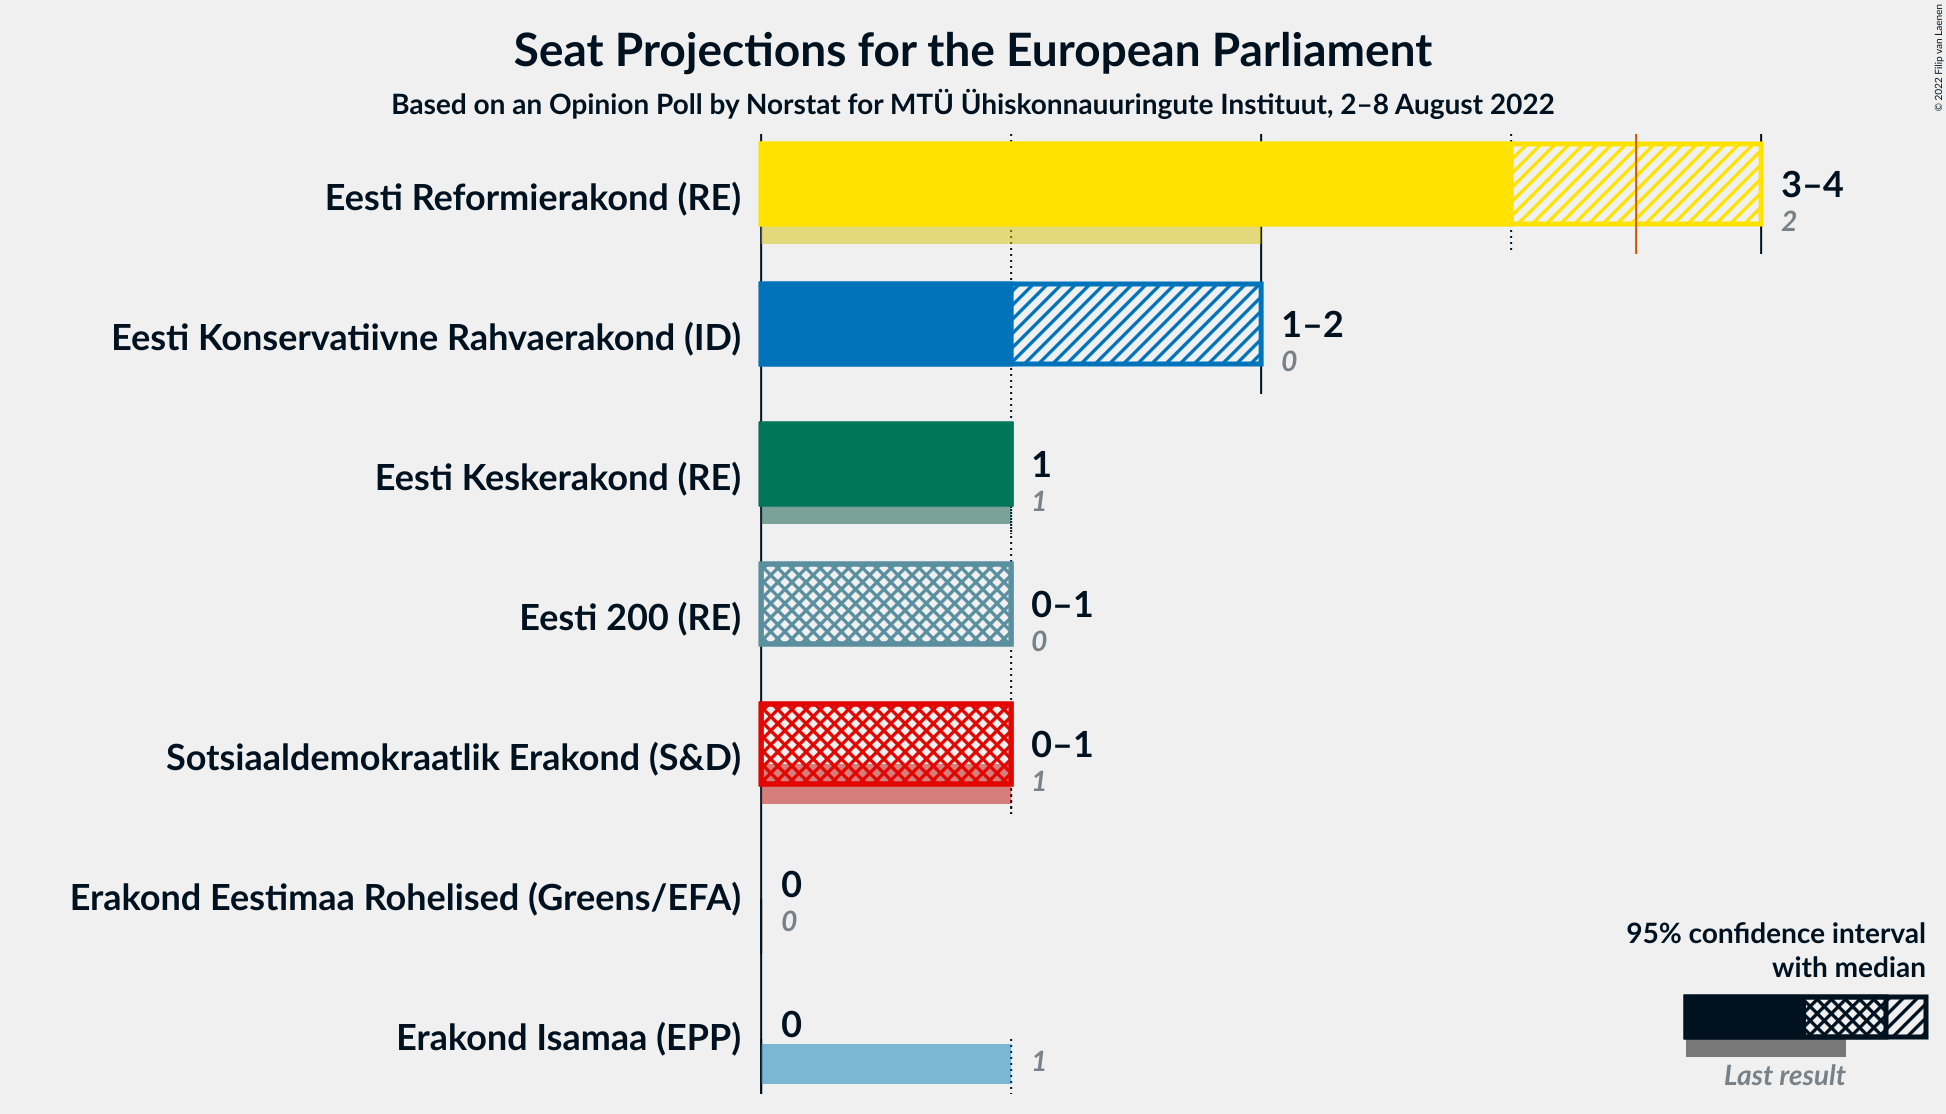 Seat Projections for the European Parliament
Based on an Opinion Poll by Norstat for MTÜ Ühiskonnauuringute Instituut, 2–8 August 2022
© 2022 Filip van Laenen
Eesti Reformierakond (RE)
3–4
2
Eesti Konservatiivne Rahvaerakond (ID)
1–2
0
Eesti Keskerakond (RE)
1
1
Eesti 200 (RE)
0–1
0
Sotsiaaldemokraatlik Erakond (S&D)
0–1
1
Erakond Eestimaa Rohelised (Greens/EFA)
0
0
Erakond Isamaa (EPP)
0
1
95% confidence interval
with median
Last result